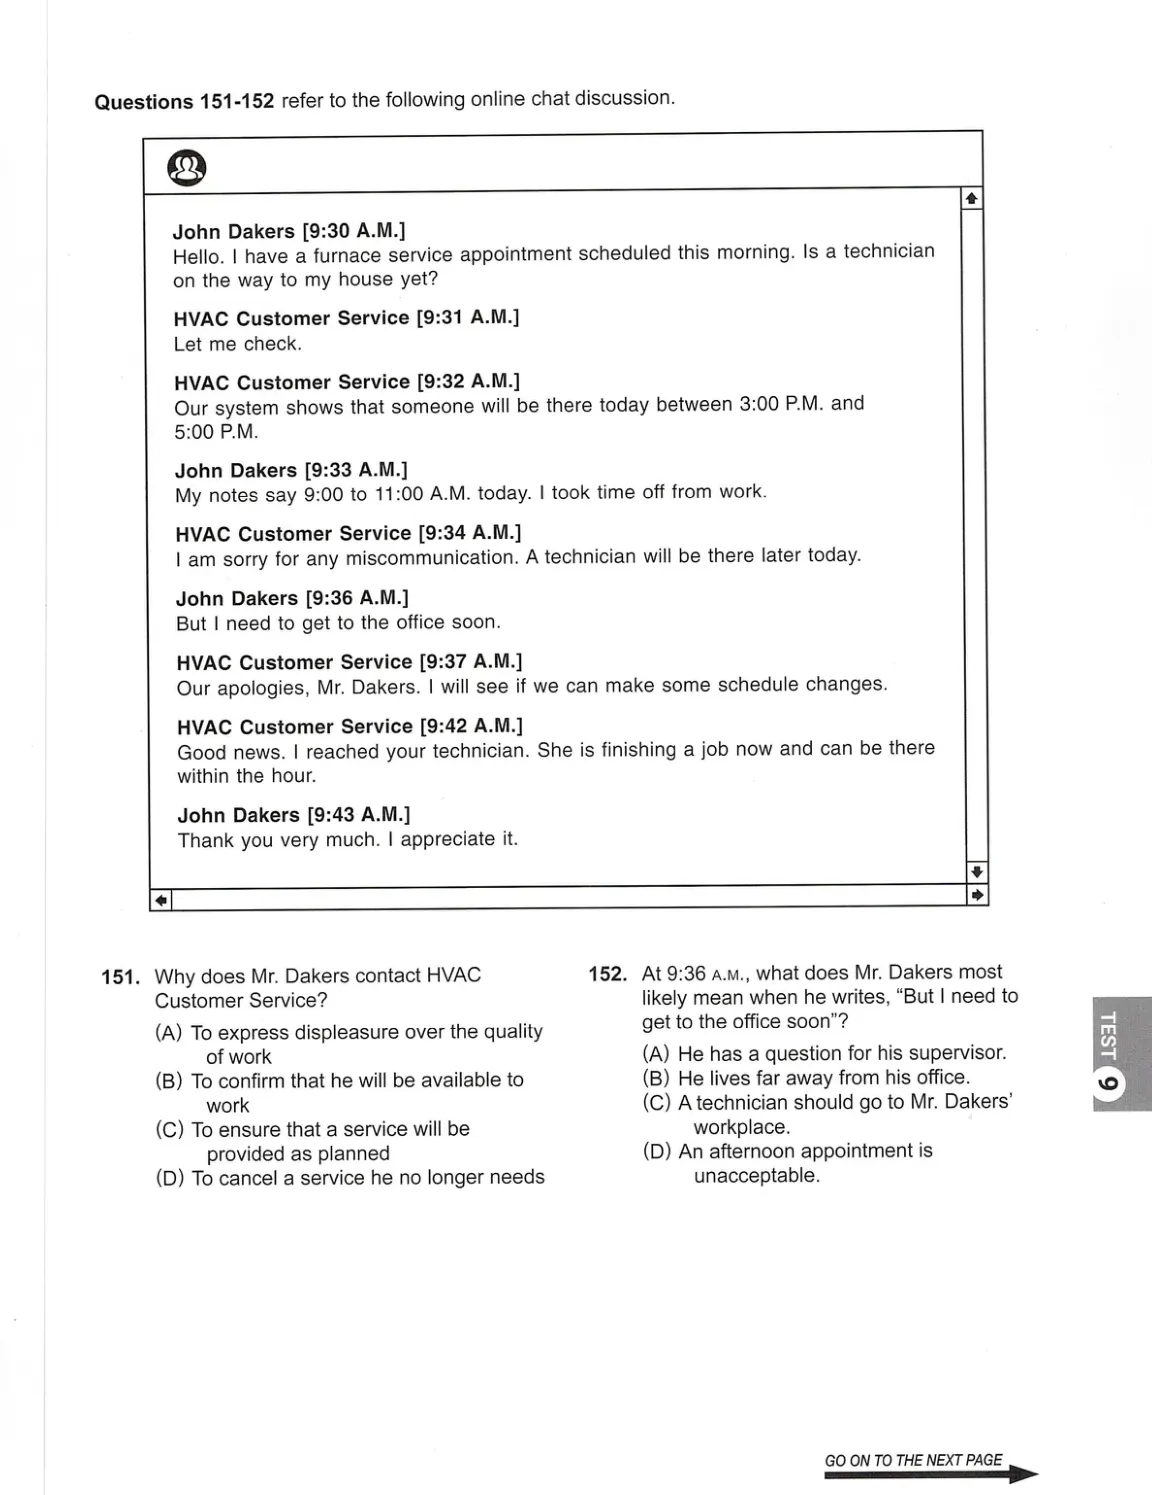 Questions 151-152 refer to the following online chat discussion.
John Dakers [9:30 A.M.]
Hello. I have a furnace service appointment scheduled this morning. Is a technician
on the way to my house yet?
HVAC Customer Service [9:31 A.M.]
Let me check.
HVAC Customer Service [9:32 A.M.]
Our system shows that someone will be there today between 3:00 P.M. and
5:00 P.M.
John Dakers [9:33 A.M.]
My notes say 9:00 to 11:00 A.M. today. I took time off from work.
HVAC Customer Service [9:34 A.M.]
I am sorry for any miscommunication. A technician will be there later today.
John Dakers [9:36 A.M.]
But I need to get to the office soon.
HVAC Customer Service [9:37 A.M.]
Our apologies, Mr. Dakers. I will see if we can make some schedule changes.
HVAC Customer Service [9:42 A.M.]
Good news. I reached your technician. She is finishing a job now and can be there
within the hour.
John Dakers [9:43 A.M.]
Thank you very much. I appreciate it.
151. Why does Mr. Dakers contact HVAC
Customer Service?
(A) To express displeasure over the quality
of work
(B) To confirm that he will be available to
work
(C) To ensure that a service will be
provided as planned
(D) To cancel a service he no longer needs
152. At 9:36 A.M., what does Mr. Dakers most
likely mean when he writes, “But I need to
get to the office soon”?
(A) He has a question for his supervisor.
(B) He lives far away from his office.
(C) A technician should go to Mr. Dakers’
workplace.
(D) An afternoon appointment is
unacceptable.
TEST 9
GO ON TO THE NEXT PAGE